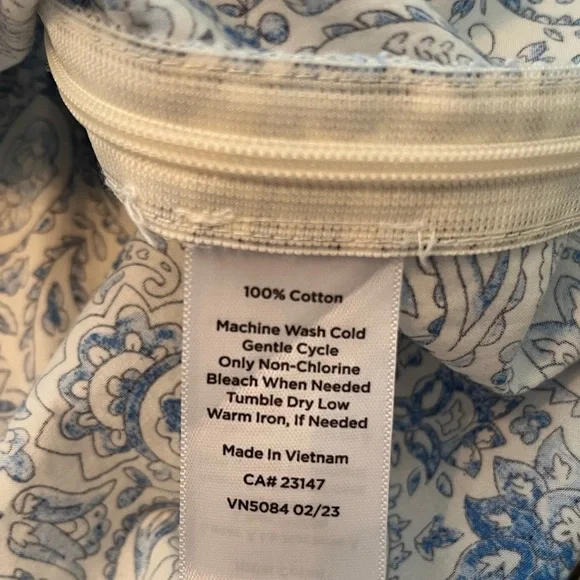 100% Cotton
Machine Wash Cold
Gentle Cycle
Only Non-Chlorine
Bleach When Needed
Tumble Dry Low
Warm Iron, If Needed
Made In Vietnam
CA# 23147
VN5084 02/23